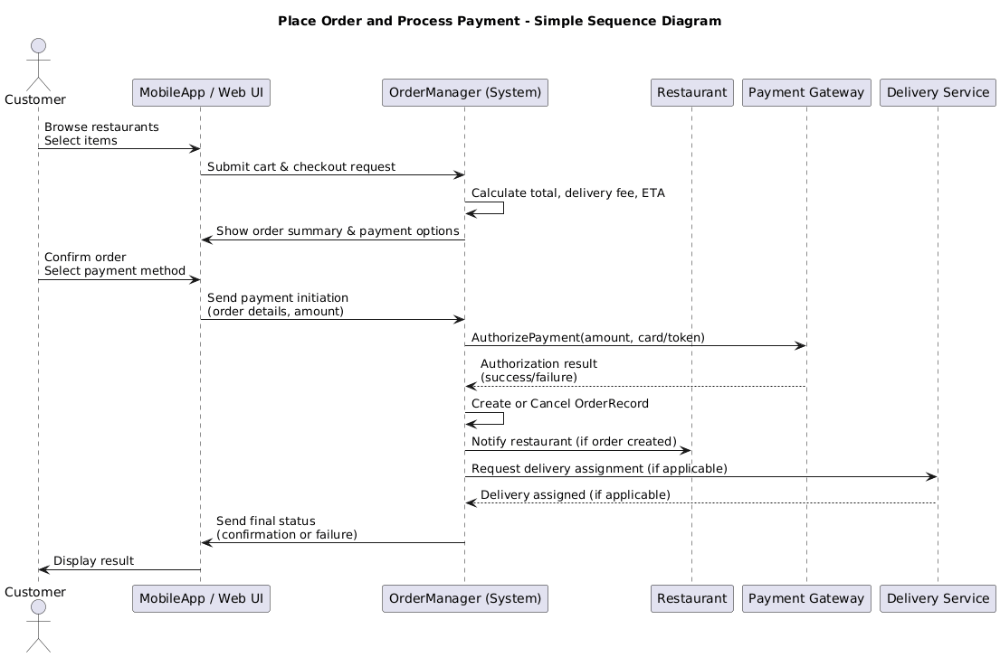 Place Order and Process Payment - Simple Sequence Diagram
Customer
MobileApp / Web UI
OrderManager (System)
Restaurant
Payment Gateway
Delivery Service
Browse restaurants
Select items
Submit cart & checkout request
Calculate total, delivery fee, ETA
Show order summary & payment options
Confirm order
Select payment method
Send payment initiation
(order details, amount)
AuthorizePayment(amount, card/token)
Authorization result
(success/failure)
Create or Cancel OrderRecord
Notify restaurant (if order created)
Request delivery assignment (if applicable)
Delivery assigned (if applicable)
Send final status
(confirmation or failure)
Display result
Customer
MobileApp / Web UI
OrderManager (System)
Restaurant
Payment Gateway
Delivery Service